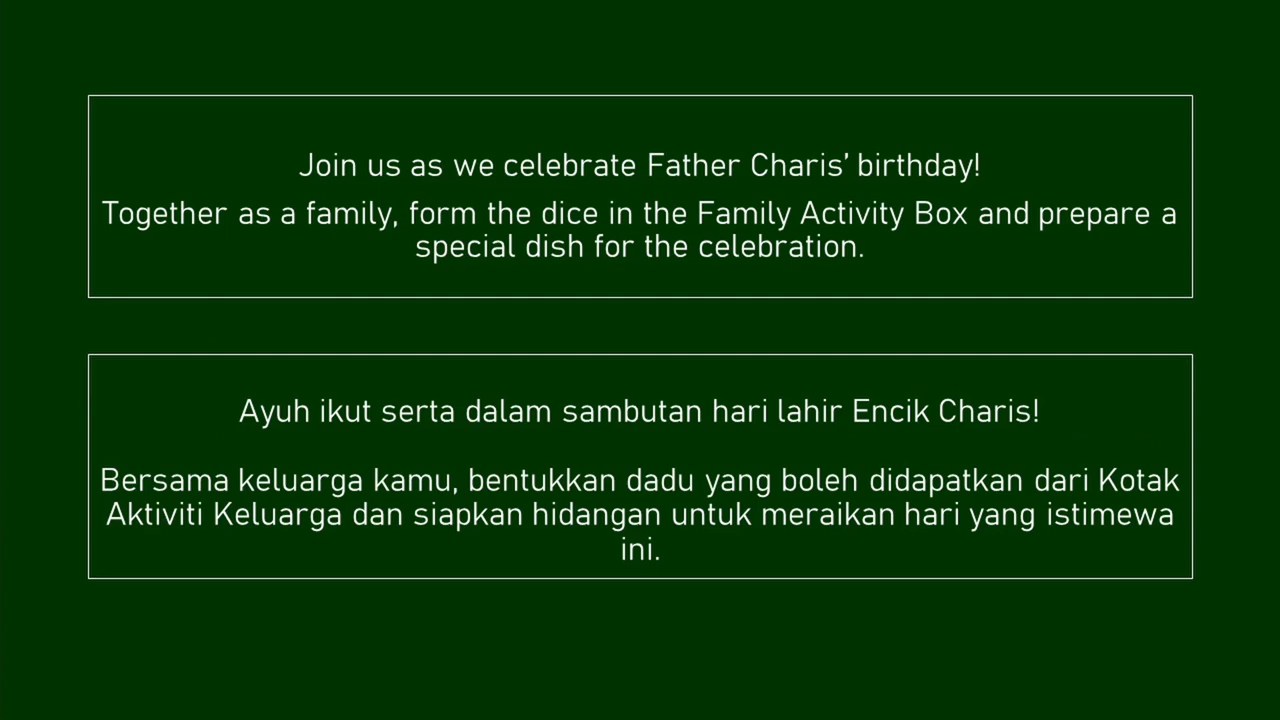 Join us as we celebrate Father Charis’ birthday!
Together as a family, form the dice in the Family Activity Box and prepare a
special dish for the celebration.
Ayuh ikut serta dalam sambutan hari lahir Encik Charis!
Bersama keluarga kamu, bentukkan dadu yang boleh didapatkan dari Kotak
Aktiviti Keluarga dan siapkan hidangan untuk meraikan hari yang istimewa
ini.